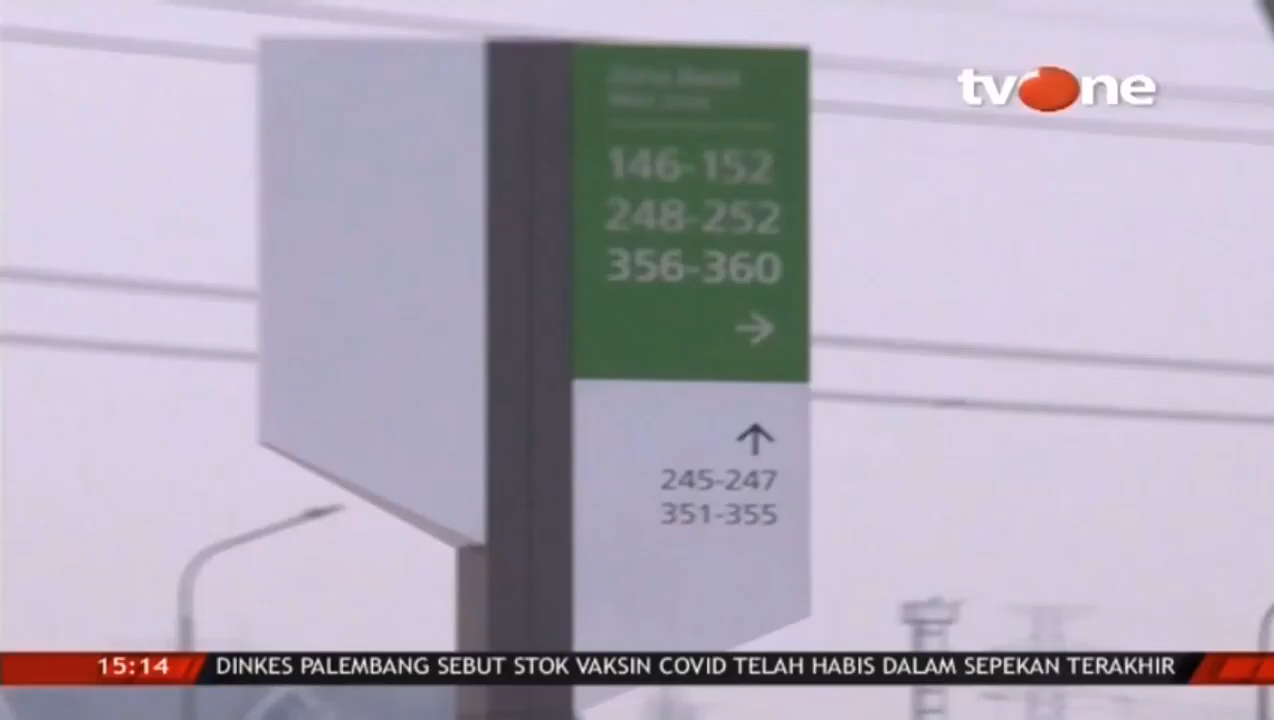 tvOne
146-152
248-252
356-360
245-247
351-355
15:14 DINKES PALEMBANG SEBUT STOK VAKSIN COVID TELAH HABIS DALAM SEPEKAN TERAKHIR